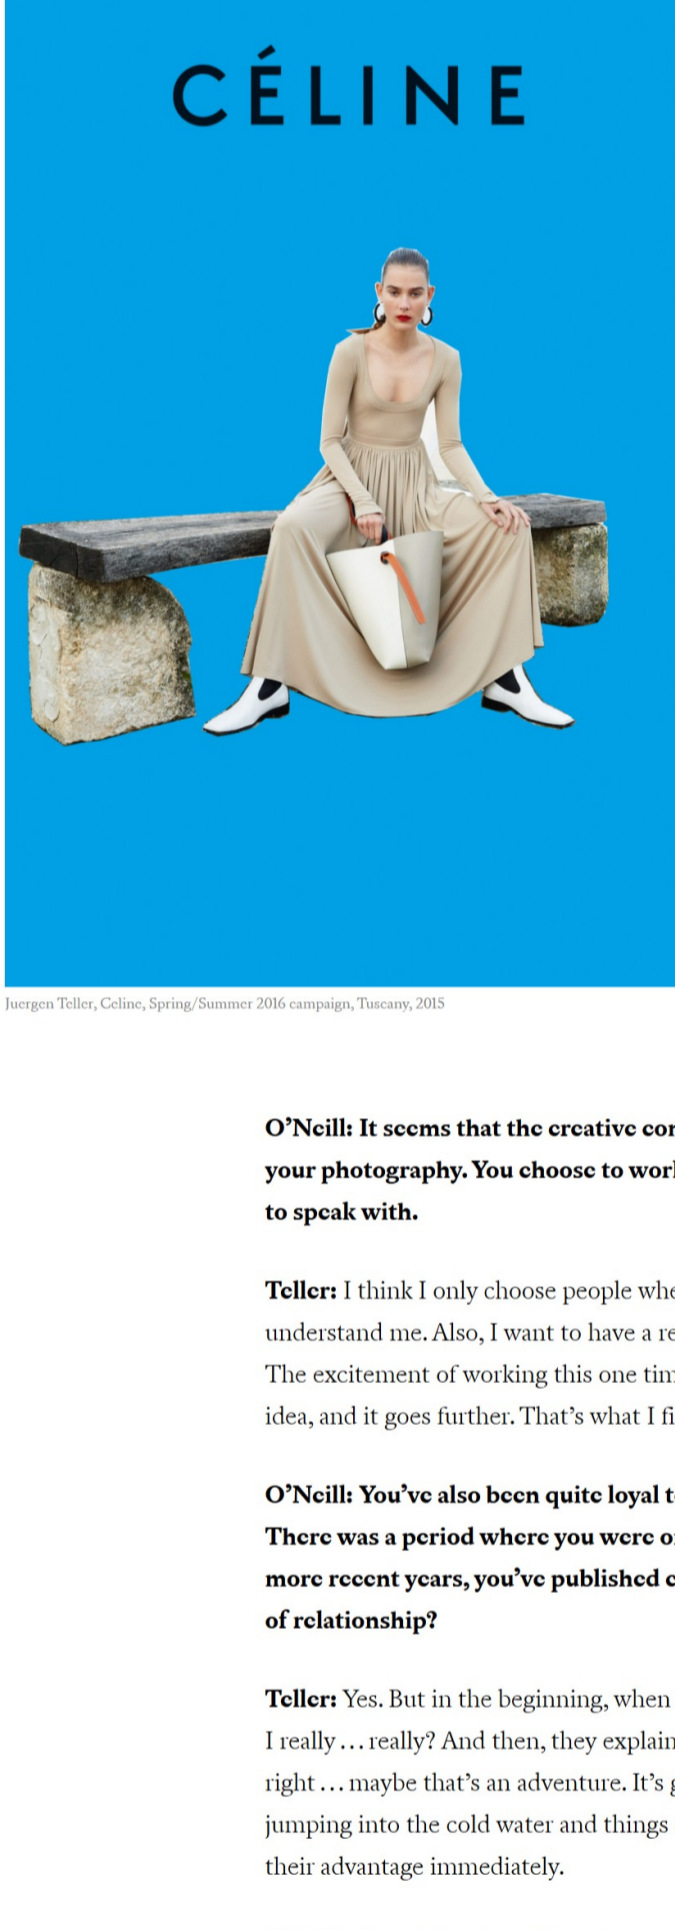 CÉLINE
Juergen Teller, Celine, Spring/Summer 2016 campaign, Tuscany, 2015
O’Neill: It seems that the creative
your photography. You choose to
to speak with.
Teller: I think I only choose people
understand me. Also, I want to have a
The excitement of working this one
idea, and it goes further. That’s what I
O’Neill: You’ve also been quite loyal
There was a period where you were
more recent years, you’ve published
of relationship?
Teller: Yes. But in the beginning, when
I really … really? And then, they
right … maybe that’s an adventure. It’s
jumping into the cold water and things
their advantage immediately.